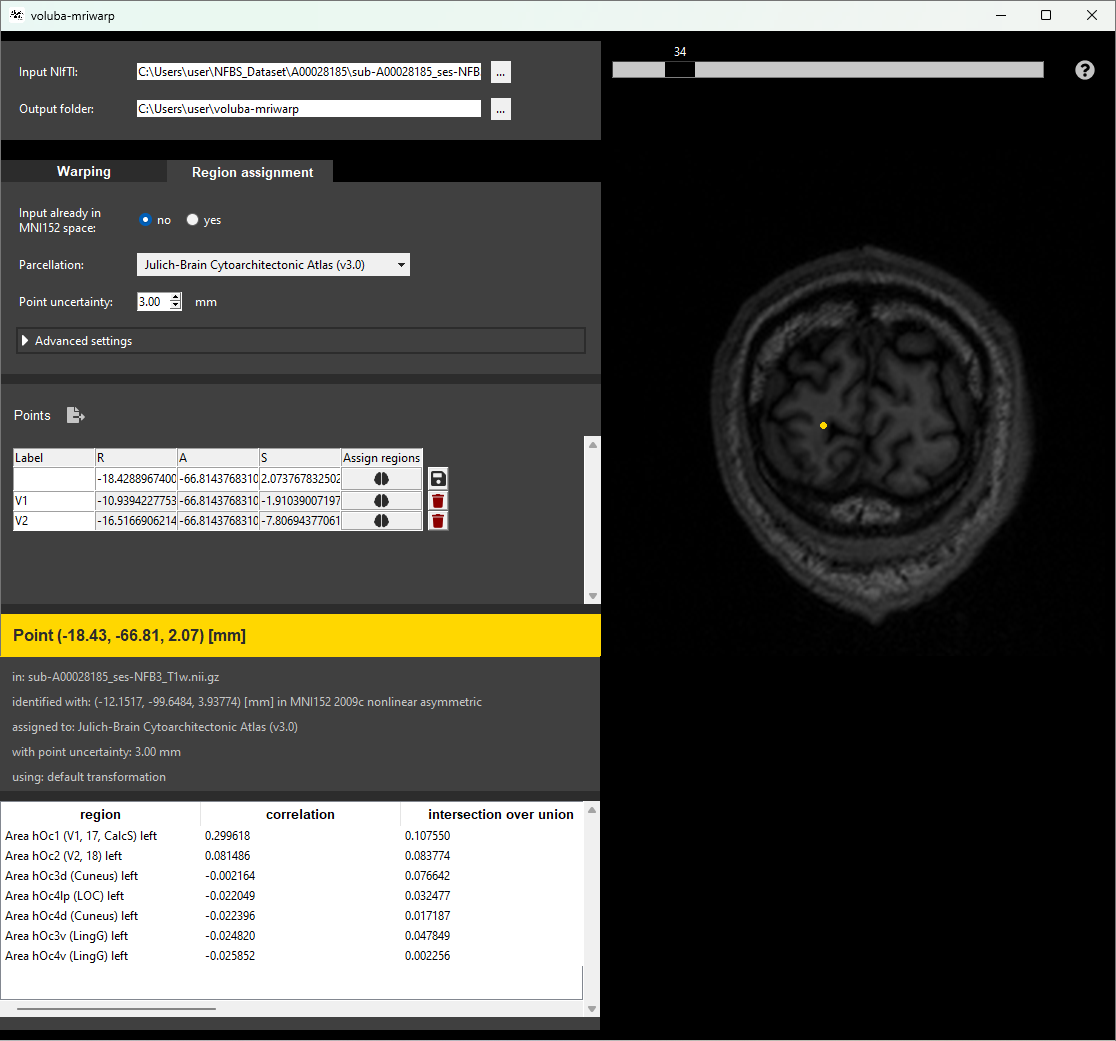 voluba-mriwarp
Input NIfTI: C:\Users\user\NFBS_Dataset\A00028185\sub-A00028185_ses-NFB ...
Output folder: C:\Users\user\voluba-mriwarp ...
34
?
Warping Region assignment
Input already in
MNI152 space: no yes
Parcellation: Julich-Brain Cytoarchitectonic Atlas (v3.0)
Point uncertainty: 3.00 mm
Advanced settings
Points
Label R A S Assign regions
-18.4288967400 -66.8143768310 2.073767832502
V1 -10.9394227753 -66.8143768310 -1.91039007197
V2 -16.5166906214 -66.8143768310 -7.80694377061
Point (-18.43, -66.81, 2.07) [mm]
in: sub-A00028185_ses-NFB3_T1w.nii.gz
identified with: (-12.1517, -99.6484, 3.93774) [mm] in MNI152 2009c nonlinear asymmetric
assigned to: Julich-Brain Cytoarchitectonic Atlas (v3.0)
with point uncertainty: 3.00 mm
using: default transformation
region correlation intersection over union
Area hOc1 (V1, 17, CalcS) left 0.299618 0.107550
Area hOc2 (V2, 18) left 0.081486 0.083774
Area hOc3d (Cuneus) left -0.002164 0.076642
Area hOc4lp (LOC) left -0.022049 0.032477
Area hOc4d (Cuneus) left -0.022396 0.017187
Area hOc3v (LingG) left -0.024820 0.047849
Area hOc4v (LingG) left -0.025852 0.002256